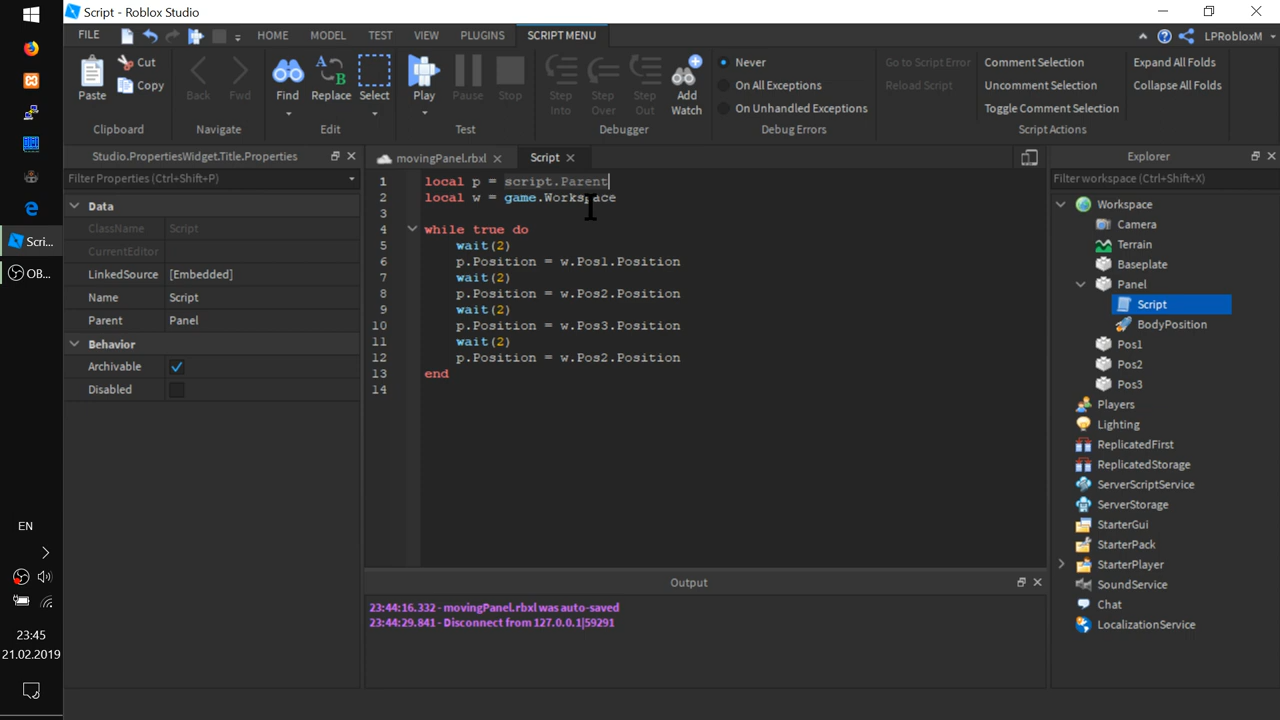 Script - Roblox Studio
FILE HOME MODEL TEST VIEW PLUGINS SCRIPT MENU LPRobloxM
Paste
Cut
Copy
Clipboard
Back
Fwd
Navigate
Find
Replace
Select
Edit
Play
Pause
Stop
Test
Step Into
Step Over
Step Out
Add Watch
Debugger
Never
On All Exceptions
On Unhandled Exceptions
Debug Errors
Go to Script Error
Reload Script
Comment Selection
Uncomment Selection
Toggle Comment Selection
Expand All Folds
Collapse All Folds
Script Actions
Studio.PropertiesWidget.Title.Properties
Filter Properties (Ctrl+Shift+P)
Data
ClassName Script
CurrentEditor
LinkedSource [Embedded]
Name Script
Parent Panel
Behavior
Archivable
Disabled
movingPanel.rbxl
Script
1 local p = script.Parent
2 local w = game.Workspace
3
4 while true do
5 wait(2)
6 p.Position = w.Pos1.Position
7 wait(2)
8 p.Position = w.Pos2.Position
9 wait(2)
10 p.Position = w.Pos3.Position
11 wait(2)
12 p.Position = w.Pos2.Position
13 end
14
Output
23:44:16.332 - movingPanel.rbxl was auto-saved
23:44:29.841 - Disconnect from 127.0.0.1|59291
Explorer
Filter workspace (Ctrl+Shift+X)
Workspace
Camera
Terrain
Baseplate
Panel
Script
BodyPosition
Pos1
Pos2
Pos3
Players
Lighting
ReplicatedFirst
ReplicatedStorage
ServerScriptService
ServerStorage
StarterGui
StarterPack
StarterPlayer
SoundService
Chat
LocalizationService
Scri...
OB...
EN
23:45
21.02.2019